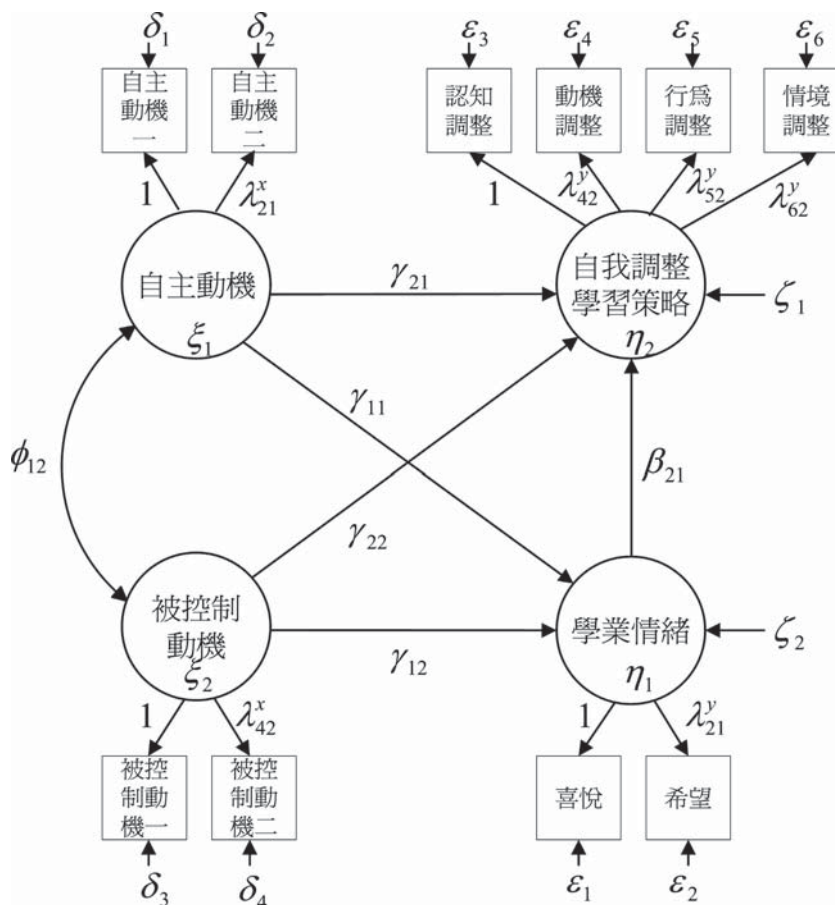 δ₁
δ₂
ε₃
ε₄
ε₅
ε₆
自主
動機
一
自主
動機
二
認知
調整
動機
調整
行為
調整
情境
調整
1
λ²¹ˣ
1
λ₄₂ʸ
λ₅₂ʸ
λ₆₂ʸ
自主動機
ξ₁
γ₂₁
自我調整
學習策略
η₂
ζ₁
γ₁₁
ϕ₁₂
β₂₁
γ₂₂
被控制
動機
ξ₂
γ₁₂
學業情緒
η₁
ζ₂
1
λ₄₂ˣ
1
λ₂₁ʸ
被控
制動
機一
被控
制動
機二
喜悅
希望
δ₃
δ₄
ε₁
ε₂